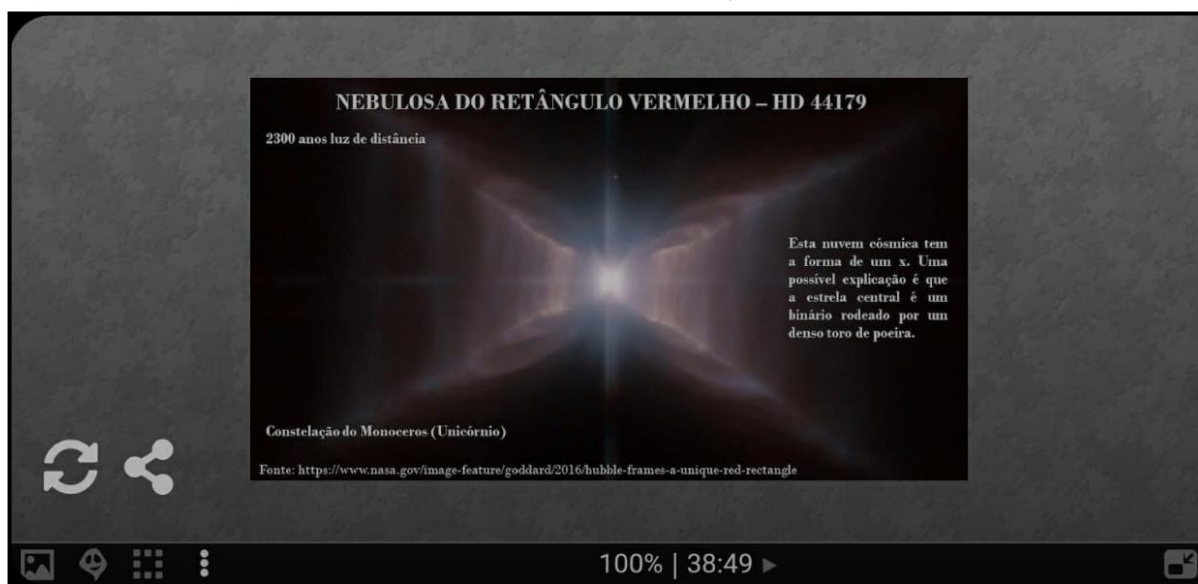 NEBULOSA DO RETÂNGULO VERMELHO – HD 44179
2300 anos luz de distância
Esta nuvem cósmica tem
a forma de um x. Uma
possível explicação é que
a estrela central é um
binário rodeado por um
denso toro de poeira.
Constelação do Monoceros (Unicórnio)
Fonte: https://www.nasa.gov/image-feature/goddard/2016/hubble-frames-a-unique-red-rectangle
100% | 38:49